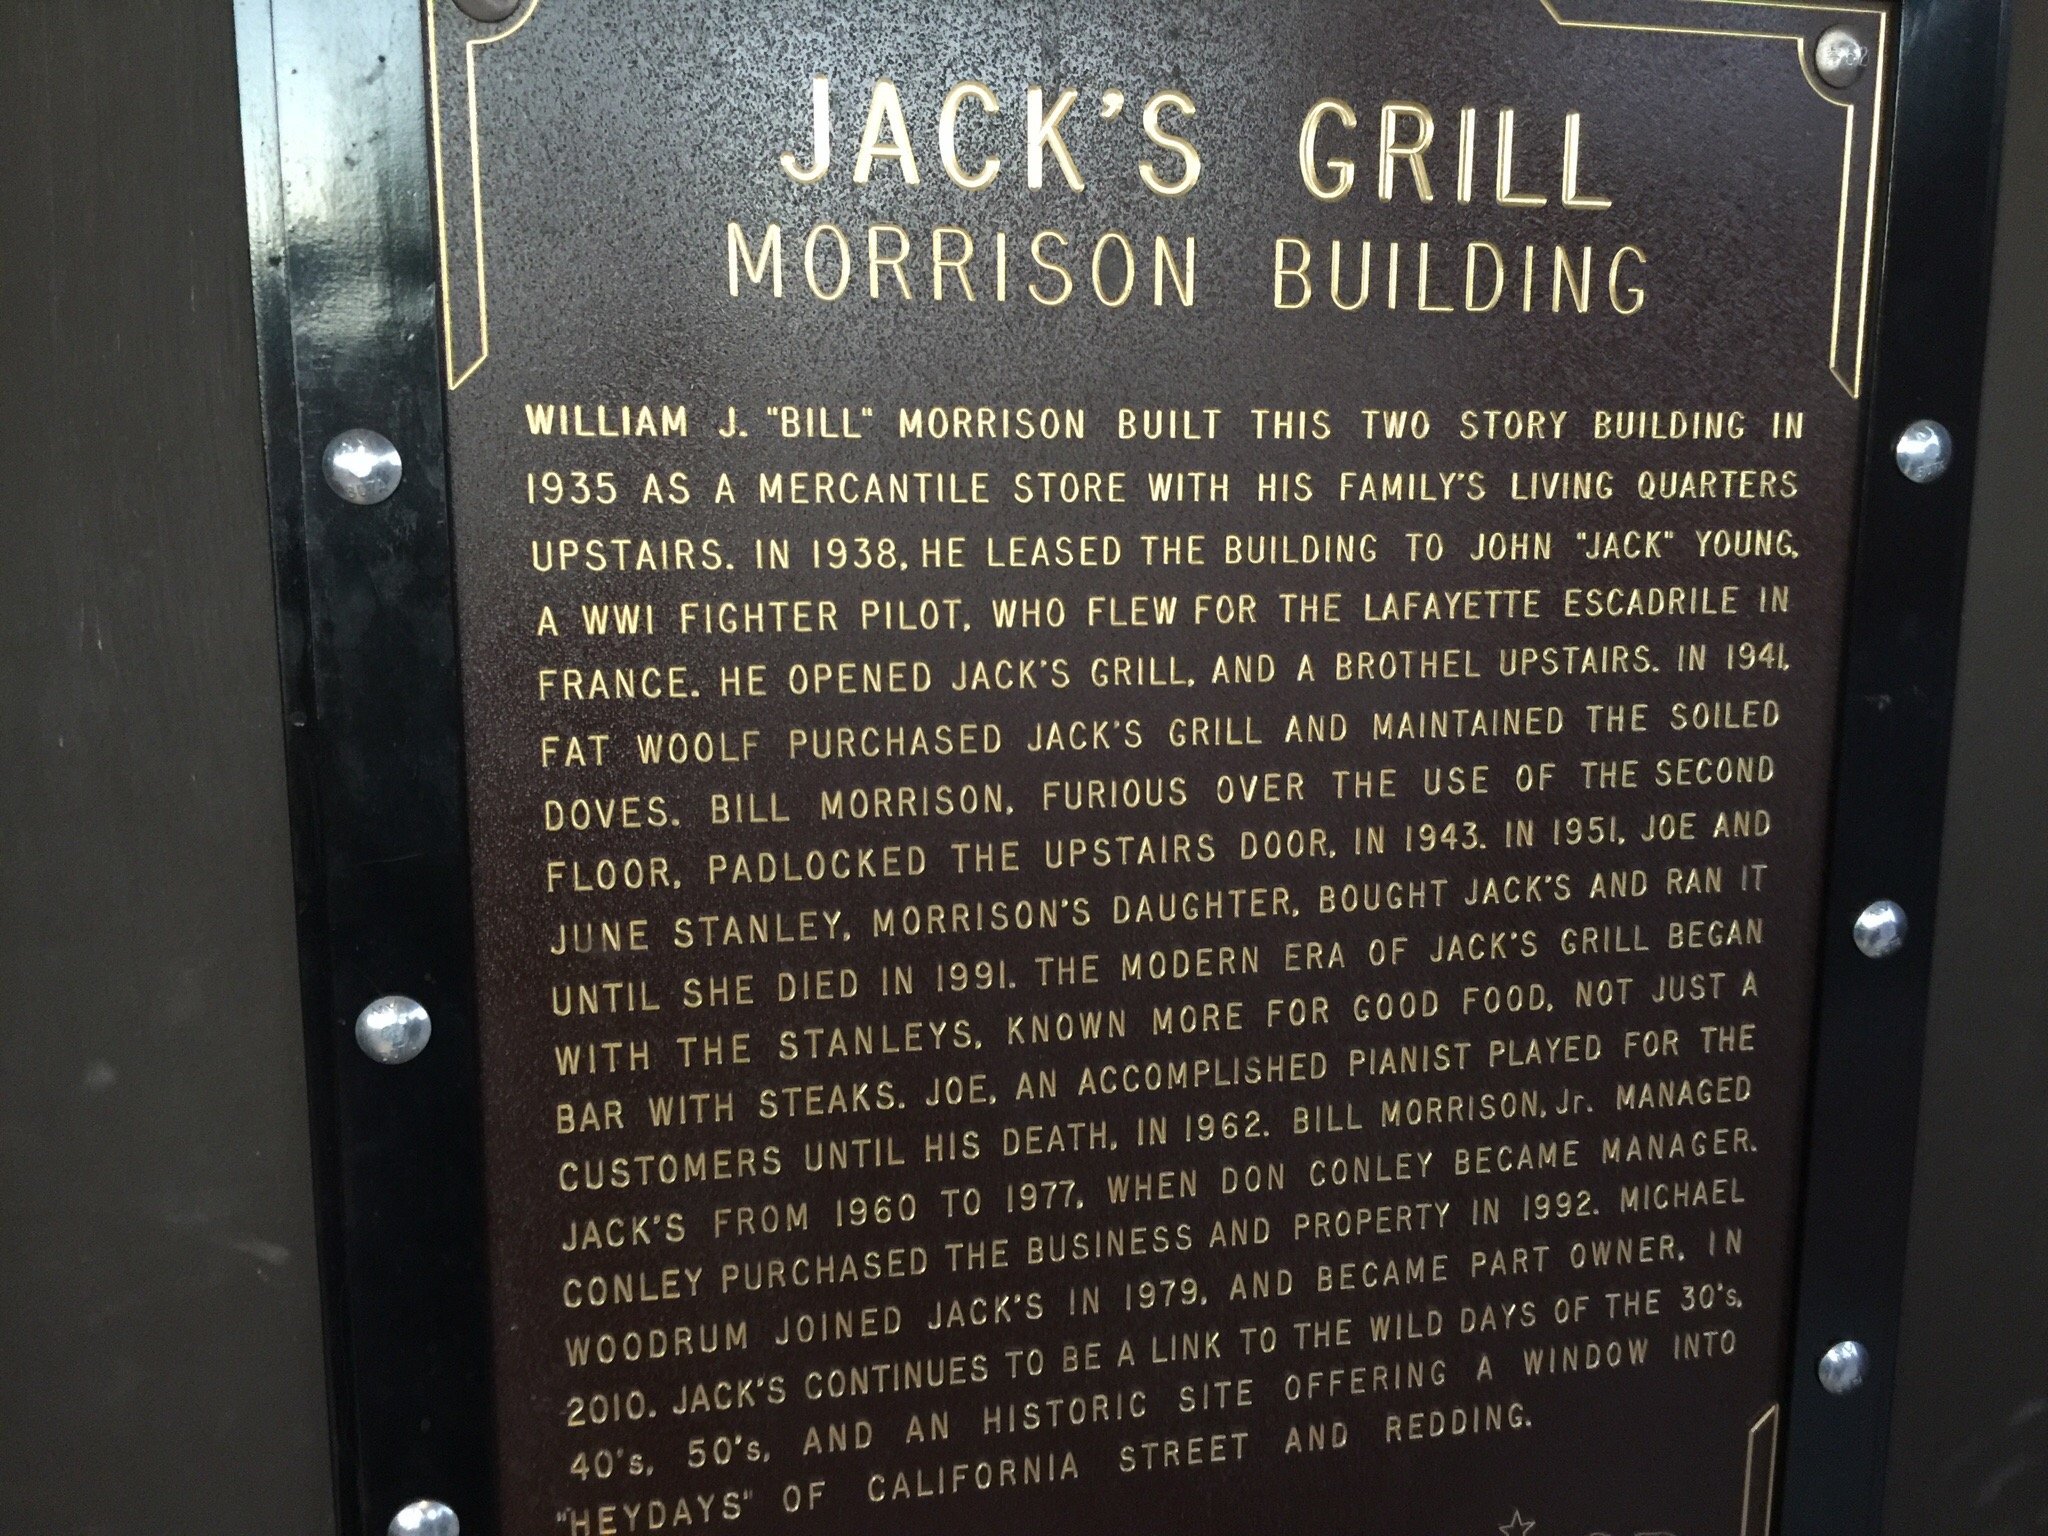 JACK'S GRILL
MORRISON BUILDING
WILLIAM J. "BILL" MORRISON BUILT THIS TWO STORY BUILDING IN
1935 AS A MERCANTILE STORE WITH HIS FAMILY'S LIVING QUARTERS
UPSTAIRS. IN 1938, HE LEASED THE BUILDING TO JOHN "JACK" YOUNG,
A WWI FIGHTER PILOT, WHO FLEW FOR THE LAFAYETTE ESCADRILE IN
FRANCE. HE OPENED JACK'S GRILL, AND A BROTHEL UPSTAIRS. IN 1941,
FAT WOOLF PURCHASED JACK'S GRILL AND MAINTAINED THE SOILED
DOVES. BILL MORRISON, FURIOUS OVER THE USE OF THE SECOND
FLOOR, PADLOCKED THE UPSTAIRS DOOR, IN 1943. IN 1951, JOE AND
JUNE STANLEY, MORRISON'S DAUGHTER, BOUGHT JACK'S AND RAN IT
UNTIL SHE DIED IN 1991. THE MODERN ERA OF JACK'S GRILL BEGAN
WITH THE STANLEYS, KNOWN MORE FOR GOOD FOOD, NOT JUST A
BAR WITH STEAKS. JOE, AN ACCOMPLISHED PIANIST PLAYED FOR THE
CUSTOMERS UNTIL HIS DEATH, IN 1962. BILL MORRISON, Jr. MANAGED
JACK'S FROM 1960 TO 1977, WHEN DON CONLEY BECAME MANAGER.
CONLEY PURCHASED THE BUSINESS AND PROPERTY IN 1992. MICHAEL
WOODRUM JOINED JACK'S IN 1979, AND BECAME PART OWNER, IN
2010. JACK'S CONTINUES TO BE A LINK TO THE WILD DAYS OF THE 30's,
40's, 50's, AND AN HISTORIC SITE OFFERING A WINDOW INTO
"HEYDAYS" OF CALIFORNIA STREET AND REDDING.